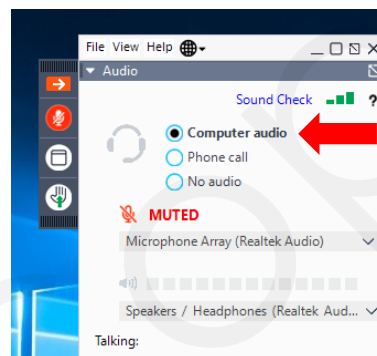 File View Help
Audio
Sound Check ?
Computer audio
Phone call
No audio
MUTED
Microphone Array (Realtek Audio)
Speakers / Headphones (Realtek Aud...
Talking: